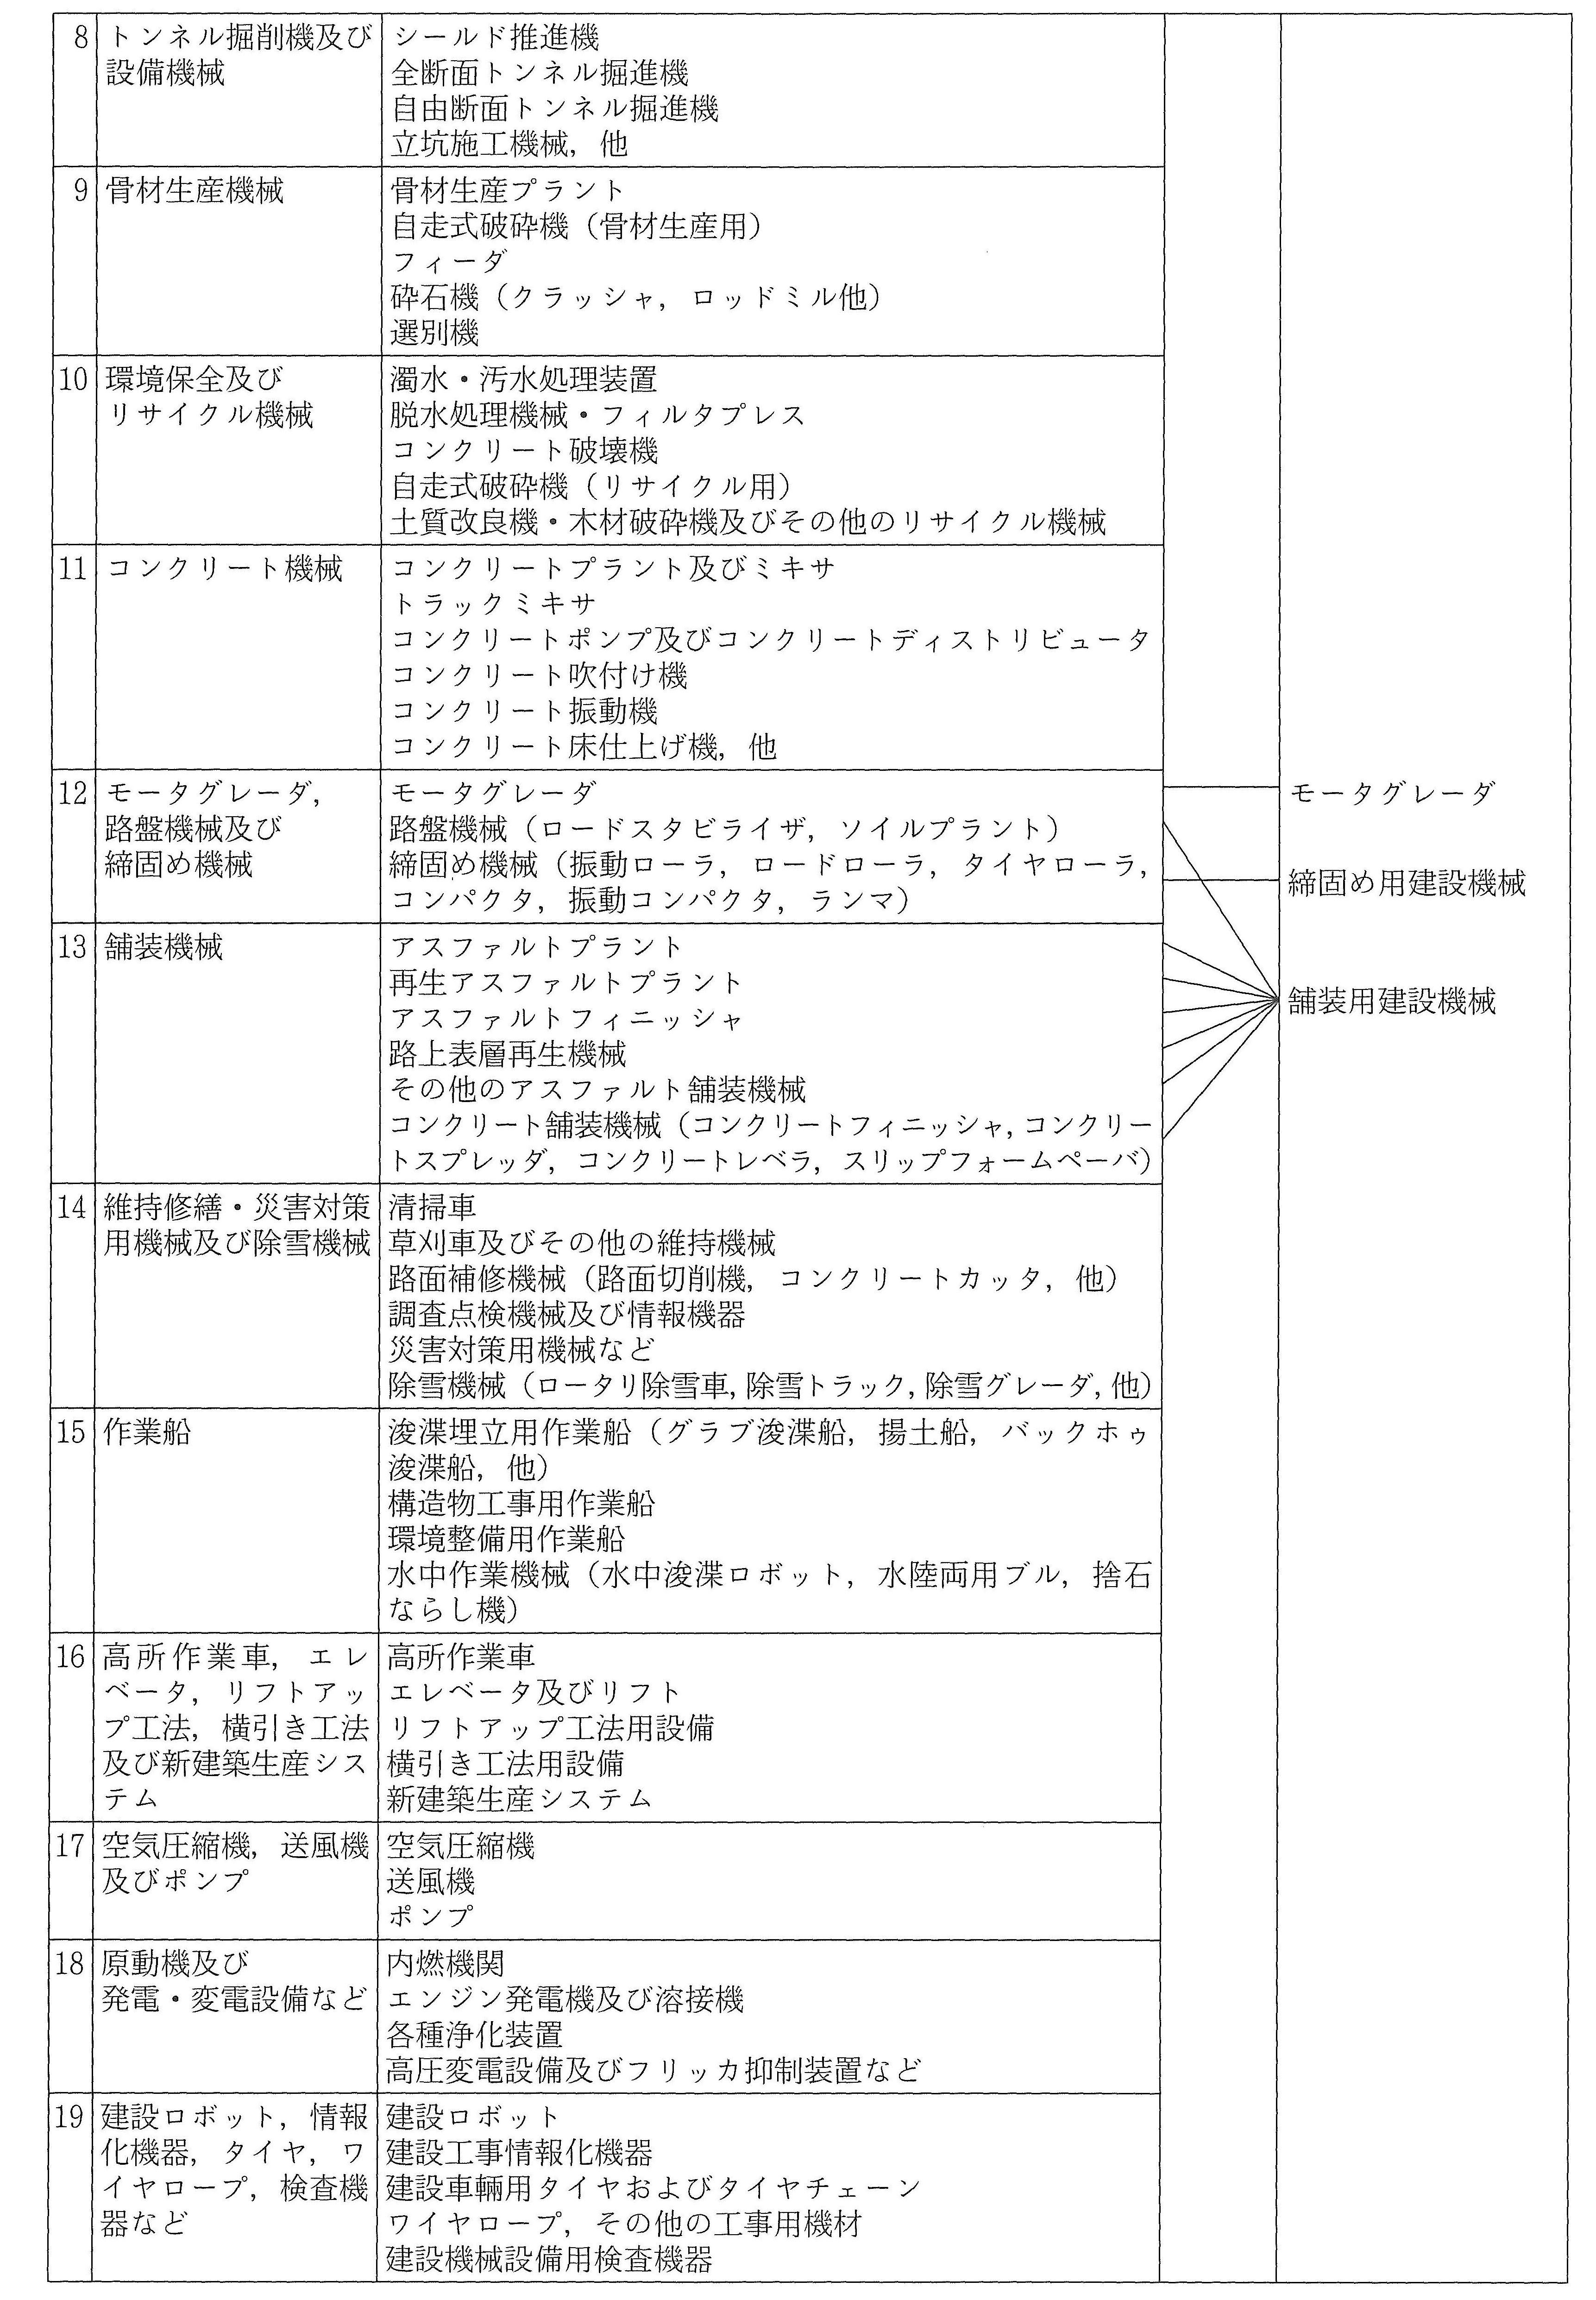 8 トンネル掘削機及び
設備機械
シールド推進機
全断面トンネル掘進機
自由断面トンネル掘進機
立坑施工機械，他
9 骨材生産機械
骨材生産プラント
自走式破砕機（骨材生産用）
フィーダ
砕石機（クラッシャ，ロッドミル他）
選別機
10 環境保全及び
リサイクル機械
濁水・汚水処理装置
脱水処理機械・フィルタプレス
コンクリート破壊機
自走式破砕機（リサイクル用）
土質改良機・木材破砕機及びその他のリサイクル機械
11 コンクリート機械
コンクリートプラント及びミキサ
トラックミキサ
コンクリートポンプ及びコンクリートディストリビュータ
コンクリート吹付け機
コンクリート振動機
コンクリート床仕上げ機，他
12 モータグレーダ，
路盤機械及び
締固め機械
モータグレーダ
路盤機械（ロードスタビライザ，ソイルプラント）
締固め機械（振動ローラ，ロードローラ，タイヤローラ，
コンパクタ，振動コンパクタ，ランマ）
モータグレーダ
締固め用建設機械
13 舗装機械
アスファルトプラント
再生アスファルトプラント
アスファルトフィニッシャ
路上表層再生機械
その他のアスファルト舗装機械
コンクリート舗装機械（コンクリートフィニッシャ，コンクリー
トスプレッダ，コンクリートレベラ，スリップフォームペーバ）
舗装用建設機械
14 維持修繕・災害対策
用機械及び除雪機械
清掃車
草刈車及びその他の維持機械
路面補修機械（路面切削機，コンクリートカッタ，他）
調査点検機械及び情報機器
災害対策用機械など
除雪機械（ロータリ除雪車，除雪トラック，除雪グレーダ，他）
15 作業船
浚渫埋立用作業船（グラブ浚渫船，揚土船，バックホゥ
浚渫船，他）
構造物工事用作業船
環境整備用作業船
水中作業機械（水中浚渫ロボット，水陸両用ブル，捨石
ならし機）
16 高所作業車，エレ
ベータ，リフトアッ
プ工法，横引き工法
及び新建築生産シス
テム
高所作業車
エレベータ及びリフト
リフトアップ工法用設備
横引き工法用設備
新建築生産システム
17 空気圧縮機，送風機
及びポンプ
空気圧縮機
送風機
ポンプ
18 原動機及び
発電・変電設備など
内燃機関
エンジン発電機及び溶接機
各種浄化装置
高圧変電設備及びフリッカ抑制装置など
19 建設ロボット，情報
化機器，タイヤ，ワ
イヤロープ，検査機
器など
建設ロボット
建設工事情報化機器
建設車輛用タイヤおよびタイヤチェーン
ワイヤロープ，その他の工事用機材
建設機械設備用検査機器